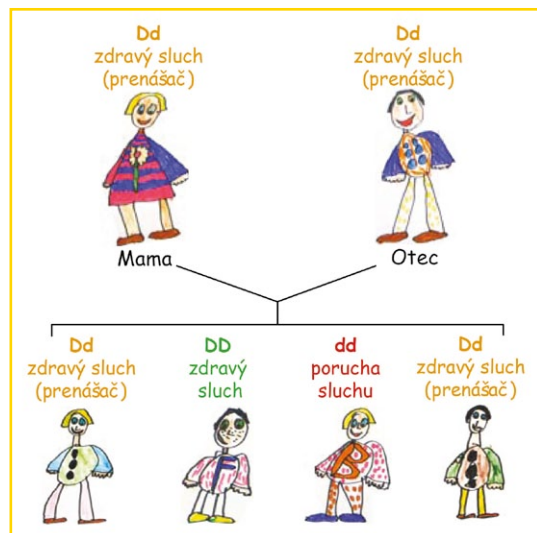 Dd
zdravý sluch
(prenášač)
Dd
zdravý sluch
(prenášač)
Mama
Otec
Dd
zdravý sluch
(prenášač)
DD
zdravý
sluch
dd
porucha
sluchu
Dd
zdravý sluch
(prenášač)
F
R